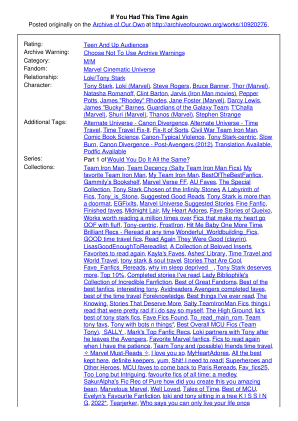 If You Had This Time Again
Posted originally on the Archive of Our Own at http://archiveofourown.org/works/10920276.
Rating: Teen And Up Audiences
Archive Warning: Choose Not To Use Archive Warnings
Category: M/M
Fandom: Marvel Cinematic Universe
Relationship: Loki/Tony Stark
Character: Tony Stark, Loki (Marvel), Steve Rogers, Bruce Banner, Thor (Marvel),
Natasha Romanoff, Clint Barton, Jarvis (Iron Man movies), Pepper
Potts, James "Rhodey" Rhodes, Jane Foster (Marvel), Darcy Lewis,
James "Bucky" Barnes, Guardians of the Galaxy Team, T'Challa
(Marvel), Shuri (Marvel), Thanos (Marvel), Stephen Strange
Additional Tags: Alternate Universe - Canon Divergence, Alternate Universe - Time
Travel, Time Travel Fix-It, Fix-It of Sorts, Civil War Team Iron Man,
Comic Book Science, Canon-Typical Violence, Tony Stark-centric, Slow
Burn, Canon Divergence - Post-Avengers (2012), Translation Available,
Podfic Available
Series: Part 1 of Would You Do It All the Same?
Collections: Team Iron Man, Team Decency (Salty Team Iron Man Fics), My
favorite Team Iron Man, My Team Iron Man, BestOfTheBestFanfics,
Gammily's Bookshelf, Marvel Verse FF, AU Faves, The Special
Collection, Tony Stark Chosen of the Infinity Stones, A Labyrinth of
Fics, Tony_is_Stone, Suggested Good Reads, Tony Stark is more than
a doormat, EGFixits, Marvel Universe Suggested Stories, Fine Fanfic,
Finished faves, Midnight Lair, My Heart Adores, Fave Stories of Queixo,
Works worth reading a million times over, Fics that make my heart go
OOF with fluff, Tony-centric, FrostIron, Hit Me Baby One More Time,
Brilliant Recs - Reread at any time, Wonderful_Worldbuilding, Fics,
GOOD time travel fics, Read Again They Were Good (dayim),
LisasGoodEnoughToRereadlist, A Collection of Beloved Inserts,
Favorites to read again, Kayla's Faves, Ashes' Library, Time Travel and
World Travel, tony stark & soul travel, Stories That Are Cool,
Fave_Fanfics_Rereads, why im sleep deprived, Tony Stark deserves
more, Top 10%, Completed stories I've read, Lady Bibliophile's
Collection of Incredible Fanfiction, Best of Great Fandoms, Best of the
best fanfics, interesting tony, Airdreaders Avengers completed faves,
best of the time travel Foreknowledge, Best things I've ever read, The
Knowing, Stories That Deserve More, Salty TeamIronMan Fics, things i
read that were pretty rad if i do say so myself, The High Ground, lola's
best of tony stark fics, Fave Fics Found, To_read_main_rom, Team
tony favs, Tony with bots n "things", Best Overall MCU Fics (Team
Tony), SALLY, Mark's Top Fanfic Recs, Loki partners with Tony after
he leaves the Avengers, Favorite Marvel fanfics, Fics to read again
when I have the patience, Team Tony and (possible) friends time travel,
✧ Marvel Must-Reads ✧, I love you so, MyHeartAdores, All the best
kept here, definite keepers, yum, Shit! I need to read!, Superheroes and
Other Heroes, MCU faves to come back to, Paris Rereads, Fav_fics25,
Too Long but Intriguing, favourite fics of all time: a medley,
SakurAlpha's Fic Rec of Pure how did you create this you amazing
bean, Marvelous Marvel, Well Loved, Tales of Time, Best of MCU,
Evelyn's Favourite Fanfiction, loki and tony sitting in a tree K I S S I N G,
2022*, Tearjerker, Who says you can only live your life once